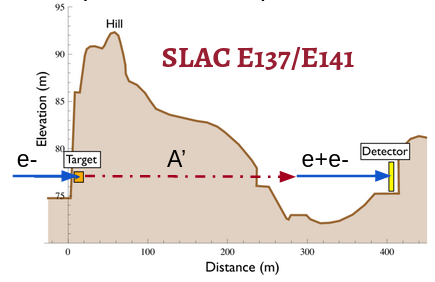 95
Hill
SLAC E137/E141
90
Elevation (m)
85
80
e-
Target
A'
e+e-
Detector
75
0
100
200
300
400
Distance (m)